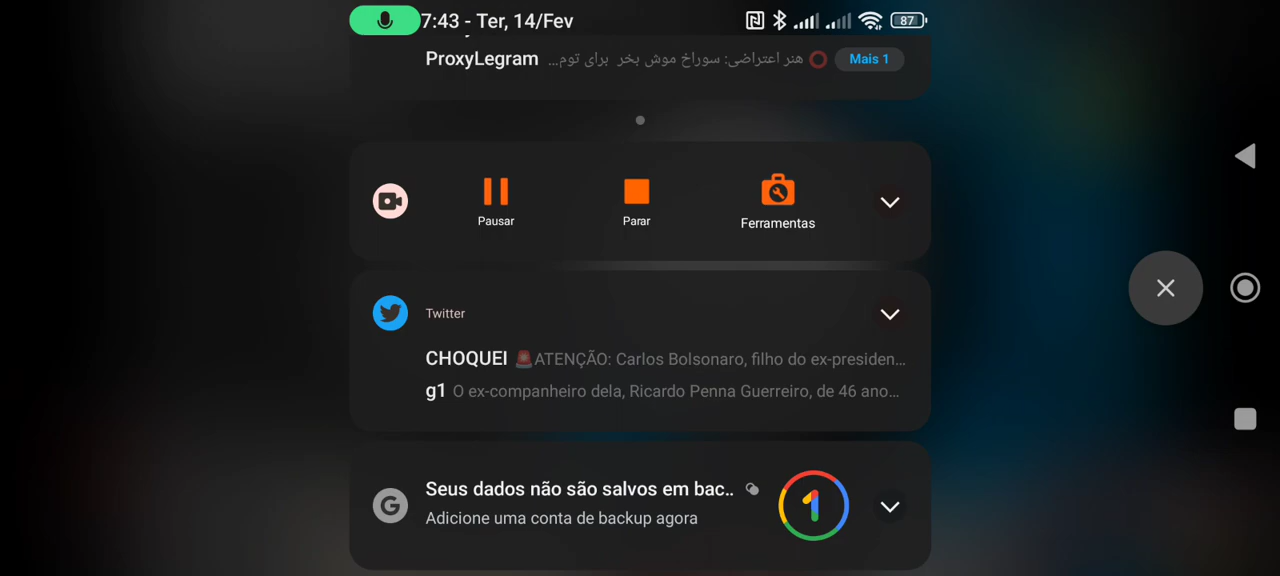 7:43 - Ter, 14/Fev
87
ProxyLegram ⭕ هنر اعتراضی: سوراخ موش بخر برای توم...
Mais 1
Pausar
Parar
Ferramentas
Twitter
CHOQUEI 🚨ATENÇÃO: Carlos Bolsonaro, filho do ex-presiden...
g1 O ex-companheiro dela, Ricardo Penna Guerreiro, de 46 ano...
Seus dados não são salvos em bac..
Adicione uma conta de backup agora